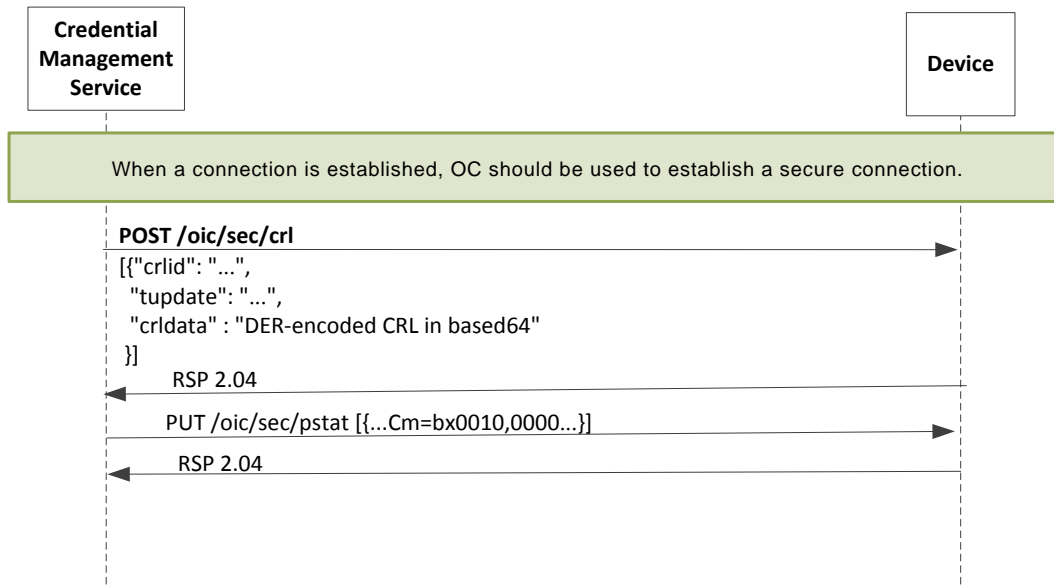 Credential
Management
Service
Device
When a connection is established, OC should be used to establish a secure connection.
POST /oic/sec/crl
[{"crlid": "...",
"tupdate": "...",
"crldata" : "DER-encoded CRL in based64"
}]
RSP 2.04
PUT /oic/sec/pstat [{...Cm=bx0010,0000...}]
RSP 2.04